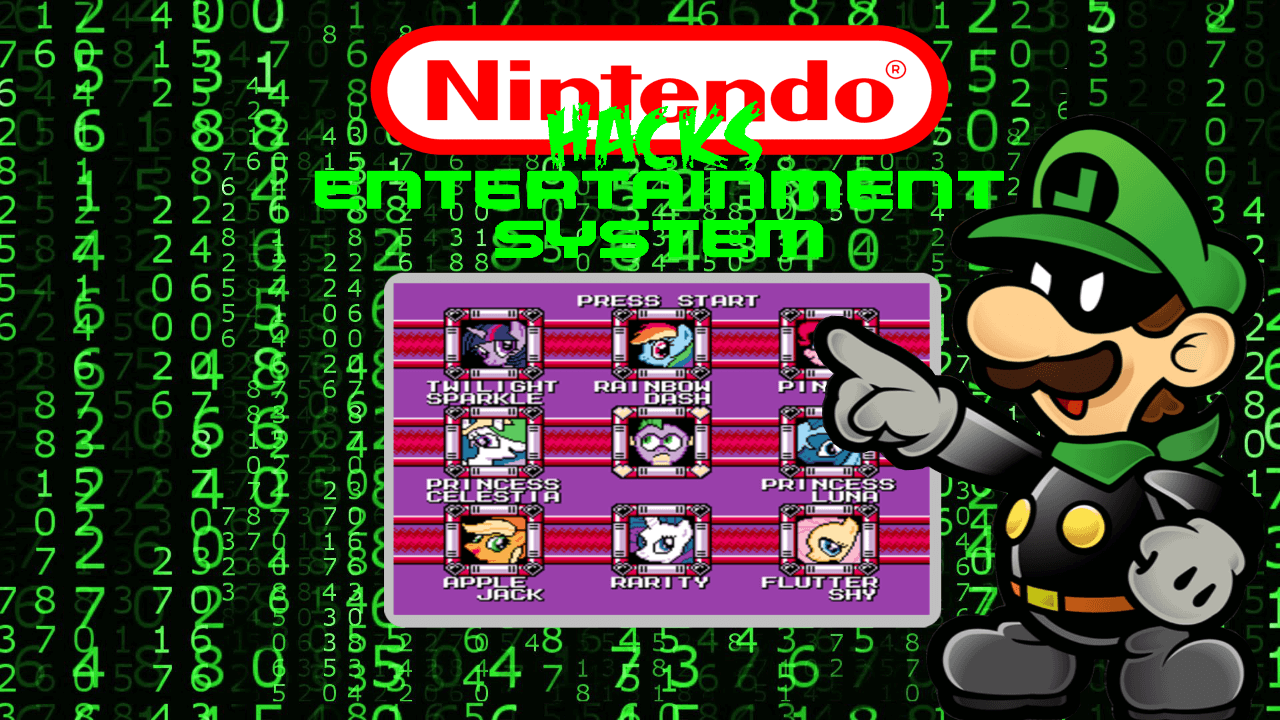 Nintendo®
HACKS
ENTERTAINMENT
SYSTEM
PRESS START
TWILIGHT SPARKLE
RAINBOW DASH
PIN
PRINCESS CELESTIA
PRINCESS LUNA
APPLE JACK
RARITY
FLUTTER SHY
L